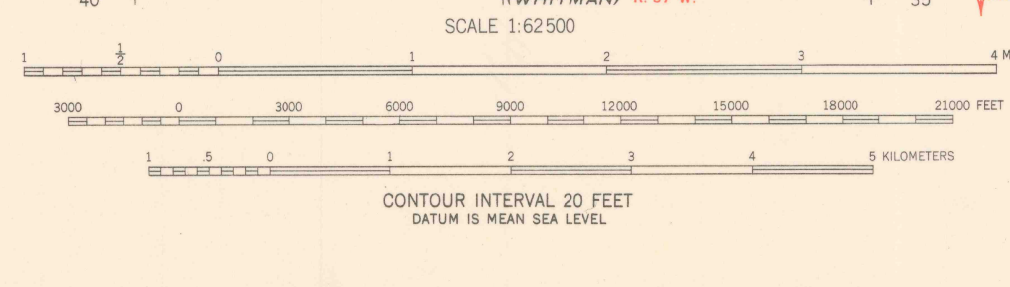 SCALE 1:62500
1 1/2 0 1 2 3 4 M
3000 0 3000 6000 9000 12000 15000 18000 21000 FEET
1 .5 0 1 2 3 4 5 KILOMETERS
CONTOUR INTERVAL 20 FEET
DATUM IS MEAN SEA LEVEL